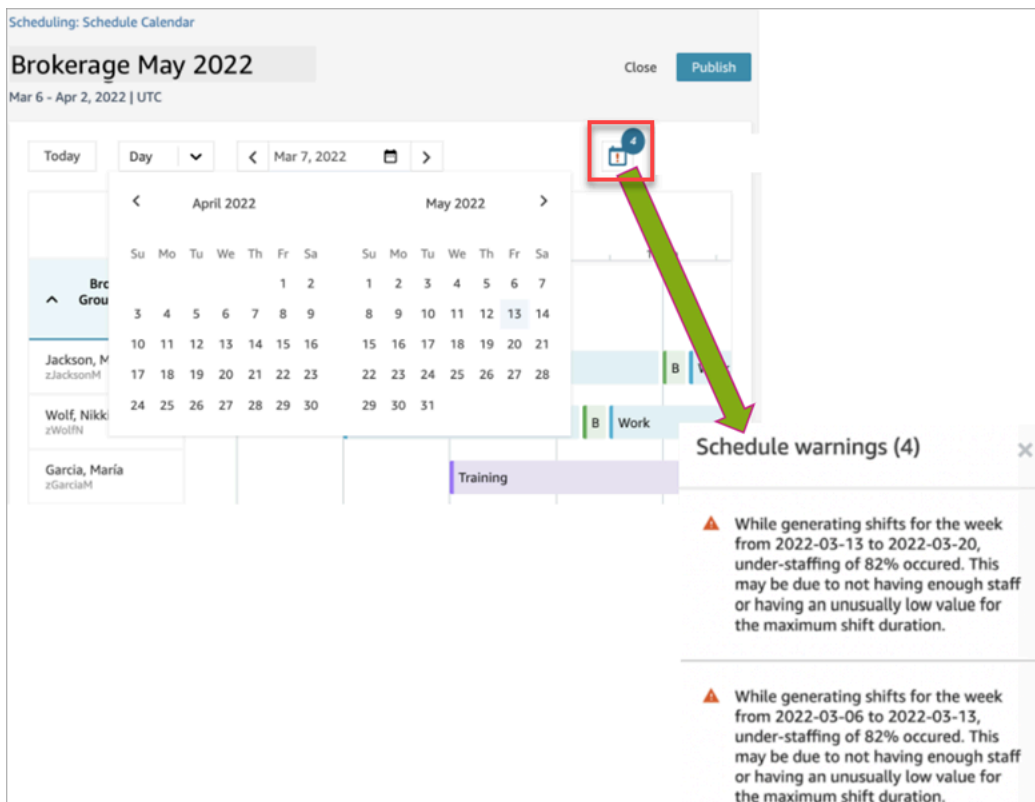 Scheduling: Schedule Calendar
Brokerage May 2022
Close
Publish
Mar 6 - Apr 2, 2022 | UTC
Today
Day
Mar 7, 2022
4
April 2022
May 2022
Su Mo Tu We Th Fr Sa
Su Mo Tu We Th Fr Sa
1 2
1 2 3 4 5 6 7
3 4 5 6 7 8 9
8 9 10 11 12 13 14
10 11 12 13 14 15 16
15 16 17 18 19 20 21
17 18 19 20 21 22 23
22 23 24 25 26 27 28
24 25 26 27 28 29 30
29 30 31
Bro
Grou
Jackson, M
zJacksonM
B
Wolf, Nikki
zWolfN
B Work
Garcia, María
zGarciaM
Training
Schedule warnings (4)
While generating shifts for the week
from 2022-03-13 to 2022-03-20,
under-staffing of 82% occured. This
may be due to not having enough staff
or having an unusually low value for
the maximum shift duration.
While generating shifts for the week
from 2022-03-06 to 2022-03-13,
under-staffing of 82% occured. This
may be due to not having enough staff
or having an unusually low value for
the maximum shift duration.